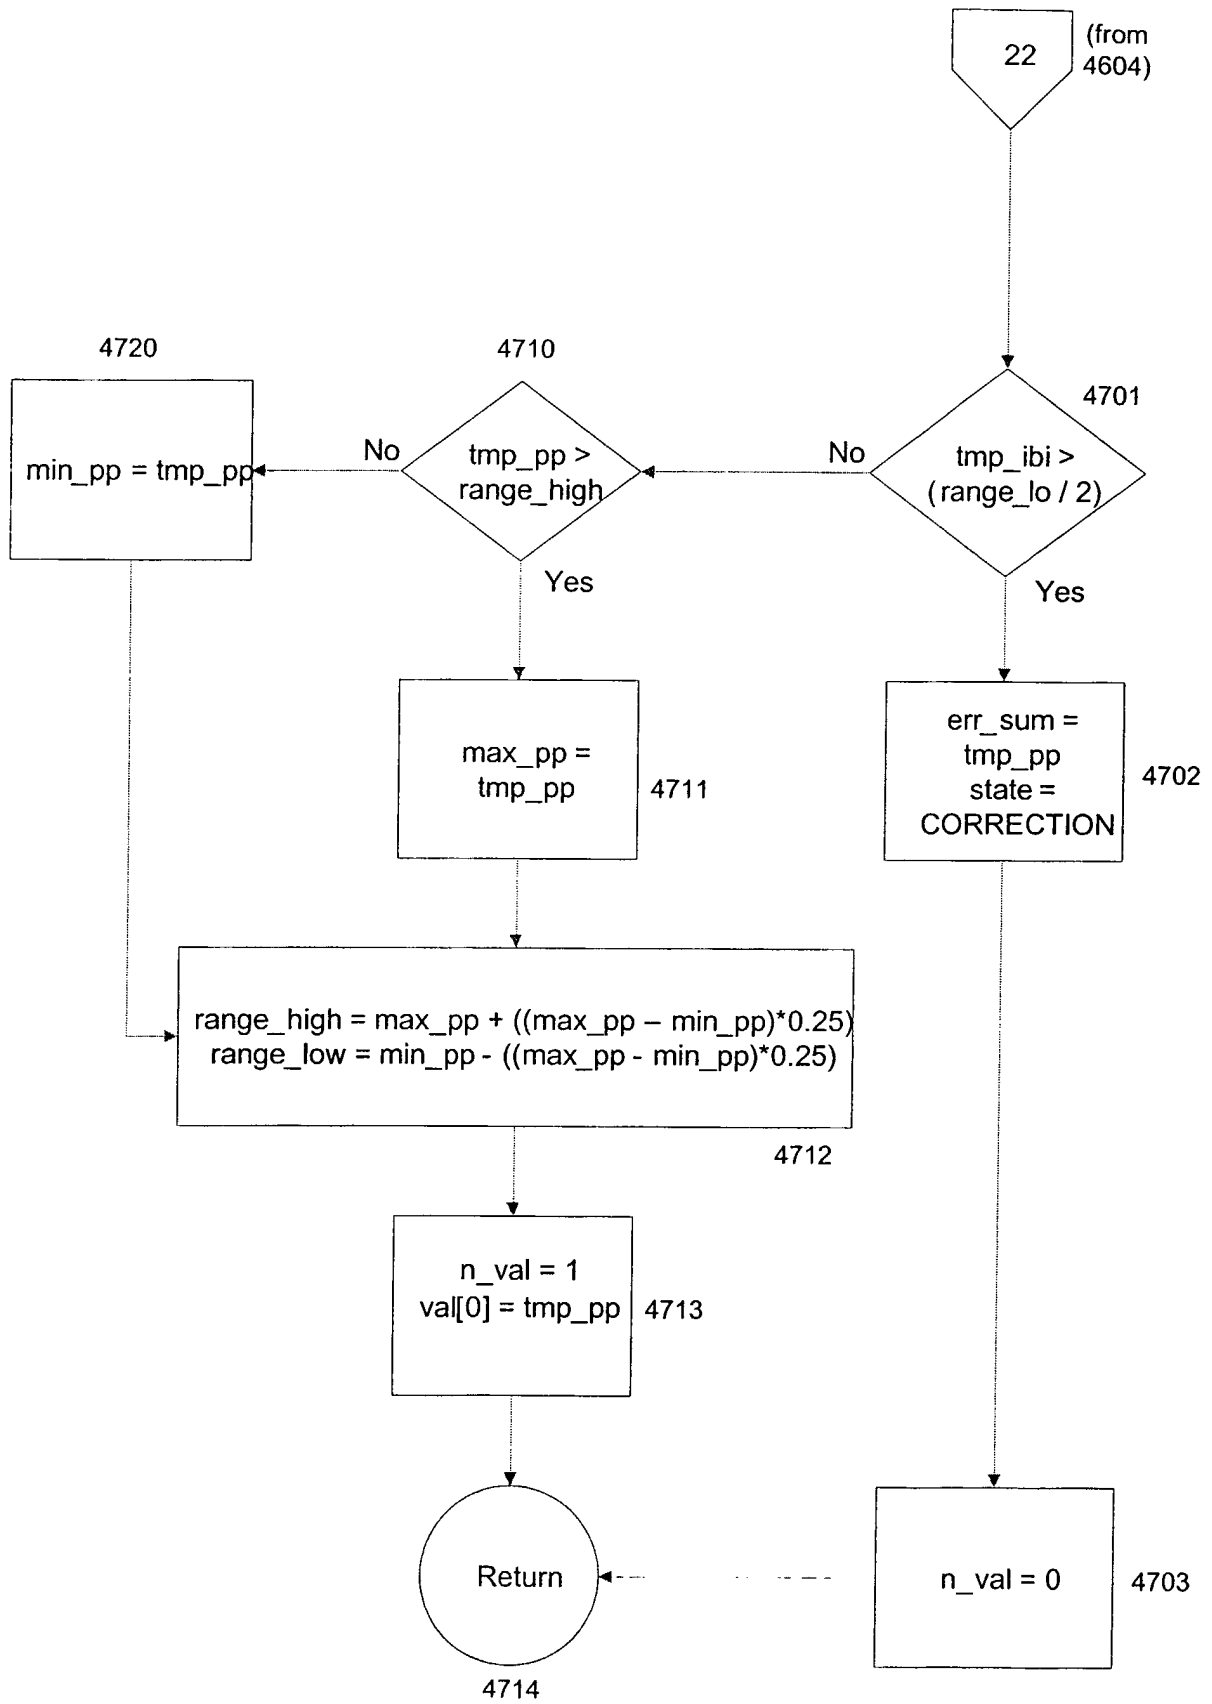 22
(from
4604)
4720
4710
4701
min_pp = tmp_pp
No
tmp_pp >
range_high
No
tmp_ibi >
(range_lo / 2)
Yes
Yes
max_pp =
tmp_pp
4711
err_sum =
tmp_pp
state =
CORRECTION
4702
range_high = max_pp + ((max_pp – min_pp)*0.25)
range_low = min_pp - ((max_pp - min_pp)*0.25)
4712
n_val = 1
val[0] = tmp_pp
4713
Return
4714
n_val = 0
4703